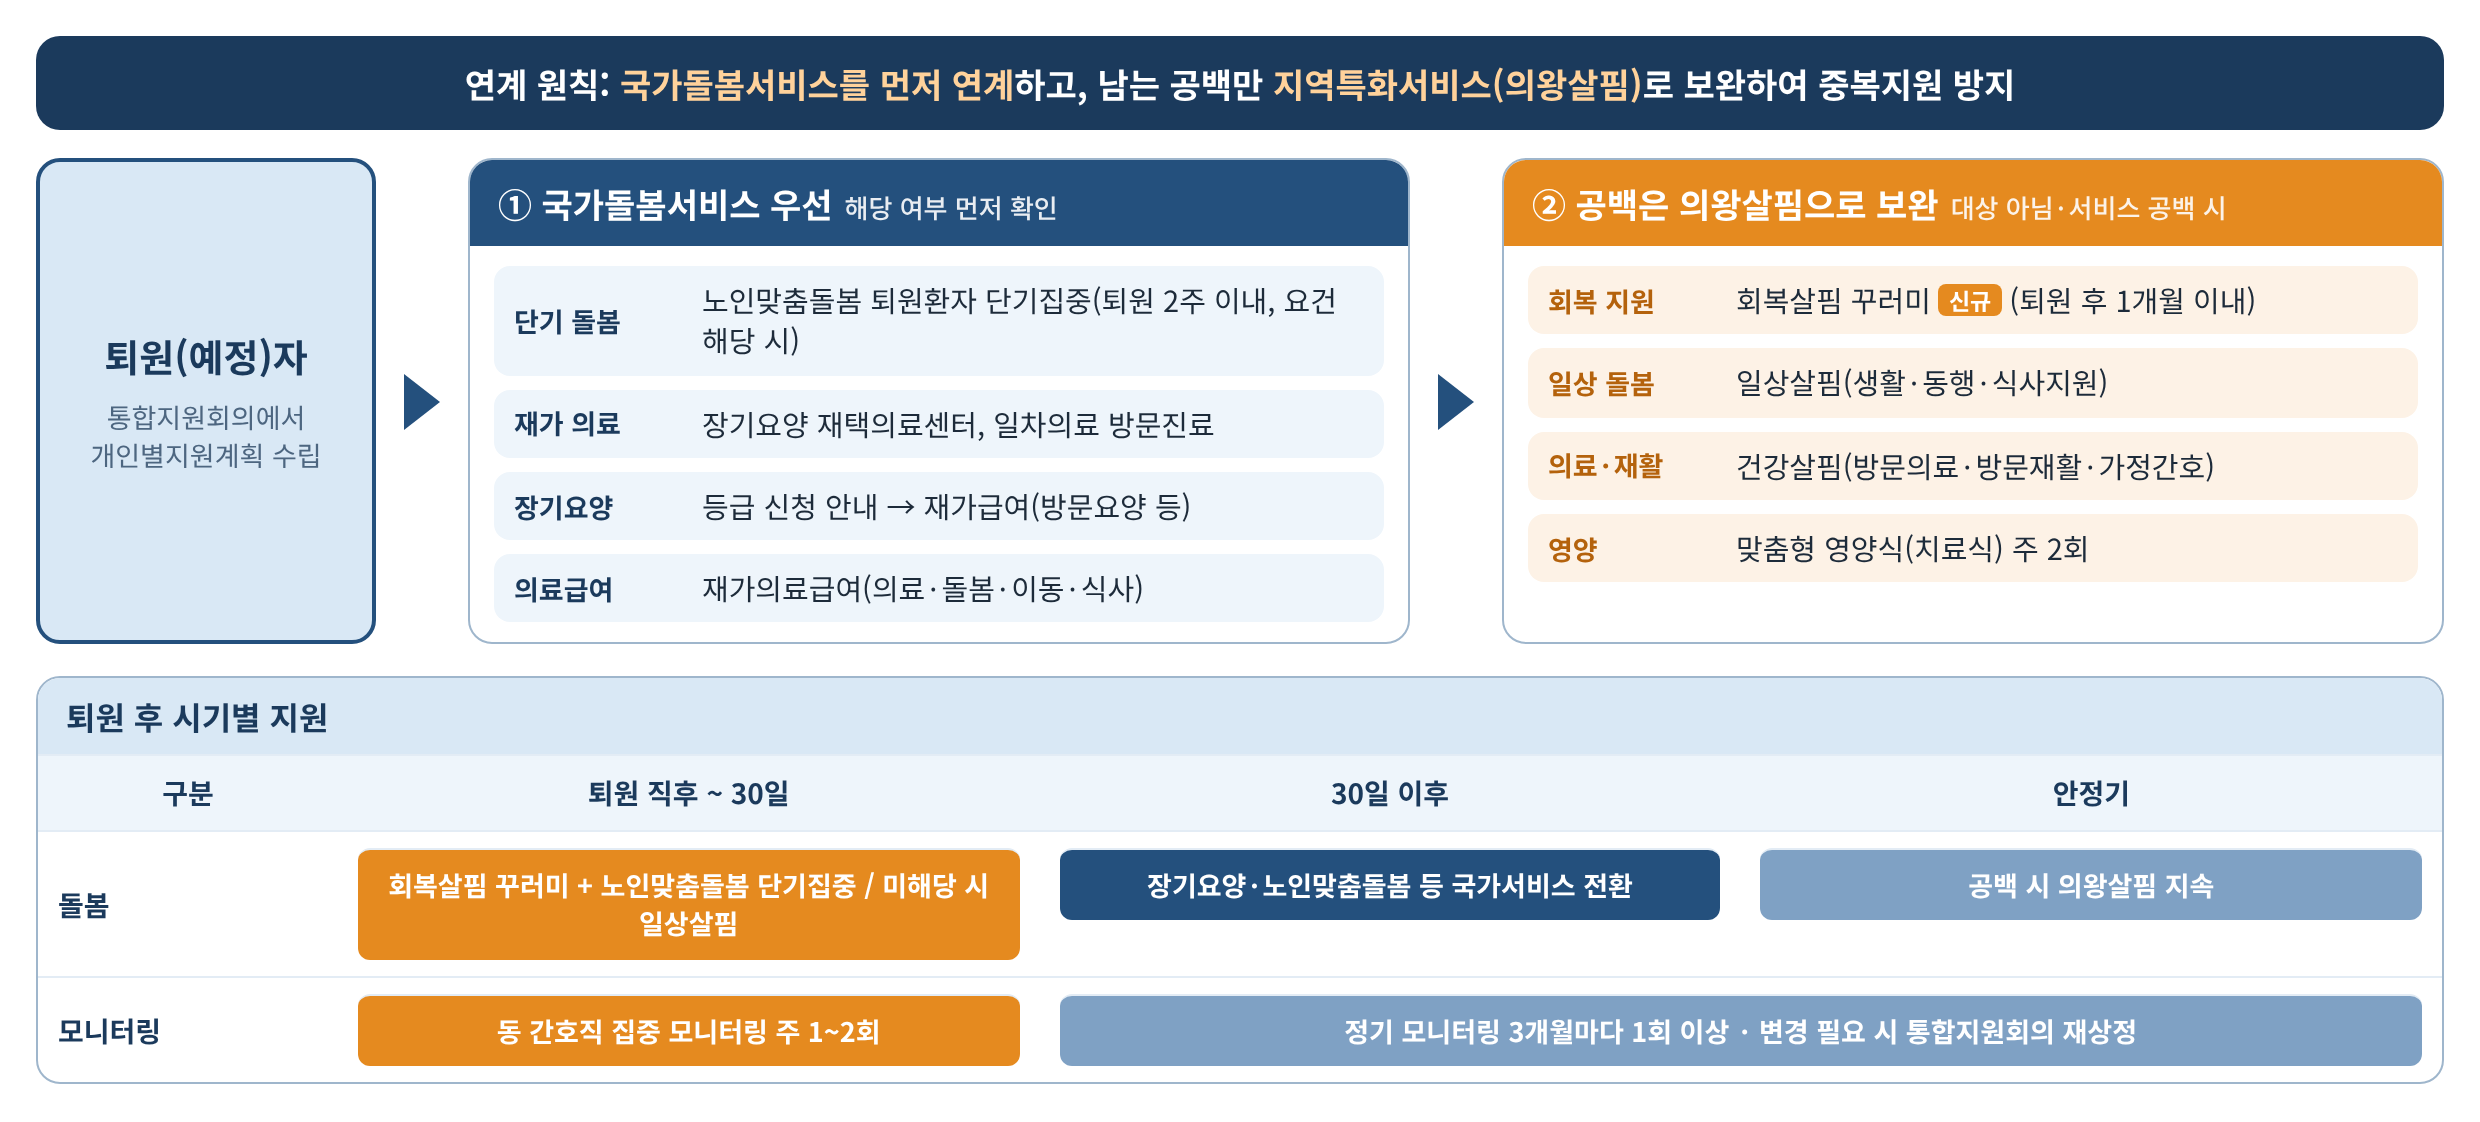 연계 원칙: 국가돌봄서비스를 먼저 연계하고, 남는 공백만 지역특화서비스(의왕살핌)로 보완하여 중복지원 방지
퇴원(예정)자
통합지원회의에서
개인별지원계획 수립
① 국가돌봄서비스 우선 해당 여부 먼저 확인
단기 돌봄 노인맞춤돌봄 퇴원환자 단기집중(퇴원 2주 이내, 요건
해당 시)
재가 의료 장기요양 재택의료센터, 일차의료 방문진료
장기요양 등급 신청 안내 → 재가급여(방문요양 등)
의료급여 재가의료급여(의료·돌봄·이동·식사)
② 공백은 의왕살핌으로 보완 대상 아님·서비스 공백 시
회복 지원 회복살핌 꾸러미 신규 (퇴원 후 1개월 이내)
일상 돌봄 일상살핌(생활·동행·식사지원)
의료·재활 건강살핌(방문의료·방문재활·가정간호)
영양 맞춤형 영양식(치료식) 주 2회
퇴원 후 시기별 지원
구분 퇴원 직후 ~ 30일 30일 이후 안정기
돌봄 회복살핌 꾸러미 + 노인맞춤돌봄 단기집중 / 미해당 시
일상살핌
장기요양·노인맞춤돌봄 등 국가서비스 전환
공백 시 의왕살핌 지속
모니터링 동 간호직 집중 모니터링 주 1~2회 정기 모니터링 3개월마다 1회 이상 · 변경 필요 시 통합지원회의 재상정